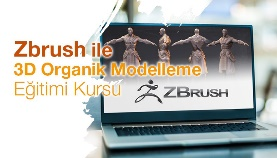 Zbrush ile
3D Organik Modelleme
Eğitimi Kursu
ZBRUSH